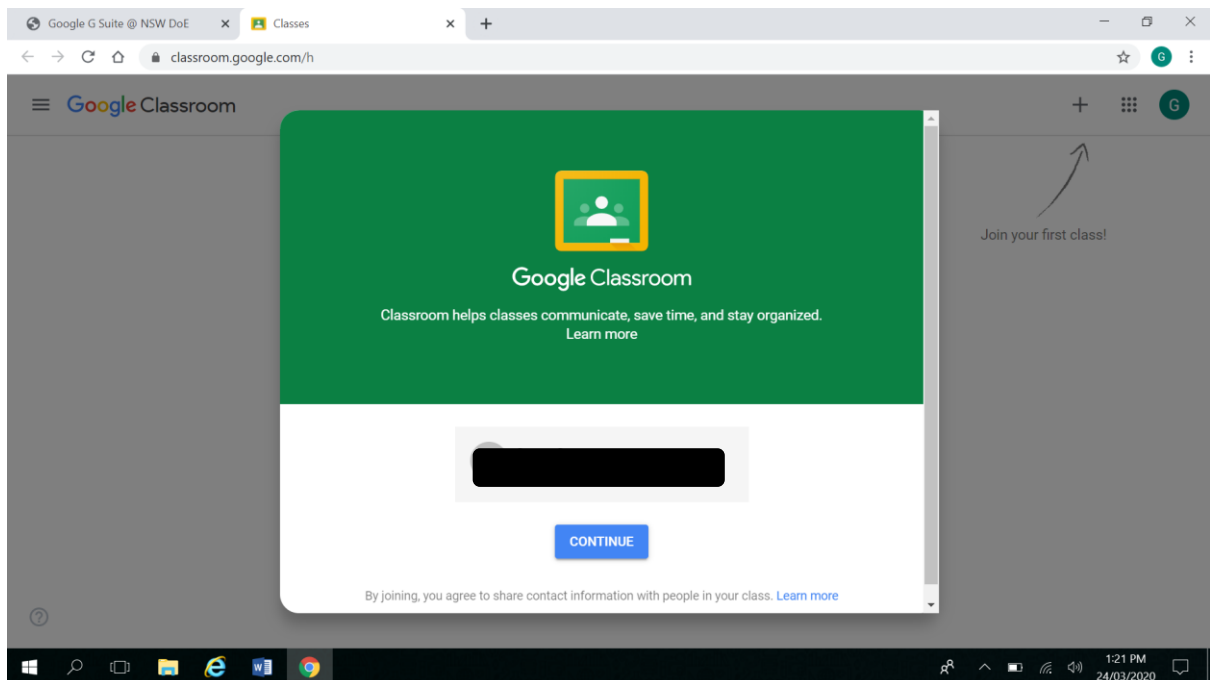 Google G Suite @ NSW DoE
Classes
classroom.google.com/h
G
Google Classroom
G
Join your first class!
Google Classroom
Classroom helps classes communicate, save time, and stay organized.
Learn more
CONTINUE
By joining, you agree to share contact information with people in your class. Learn more
1:21 PM
24/03/2020